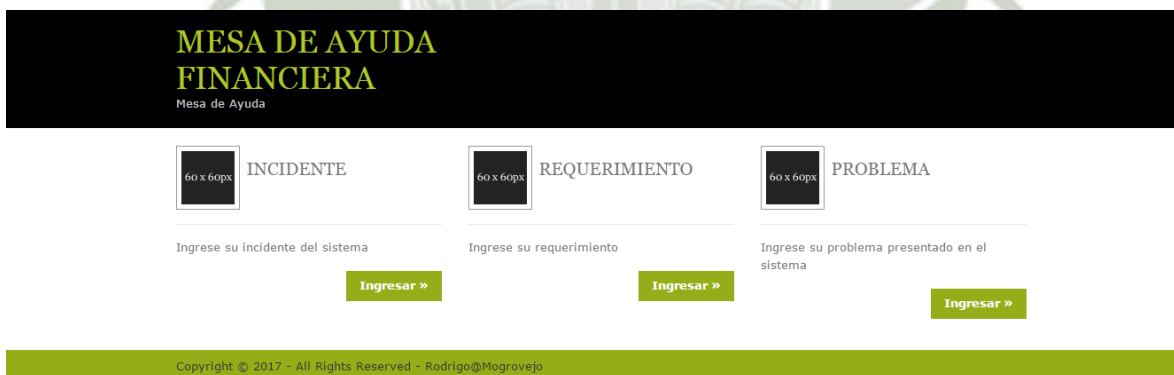 MESA DE AYUDA
FINANCIERA
Mesa de Ayuda
60 x 60px
INCIDENTE
Ingrese su incidente del sistema
Ingresar »
60 x 60px
REQUERIMIENTO
Ingrese su requerimiento
Ingresar »
60 x 60px
PROBLEMA
Ingrese su problema presentado en el
sistema
Ingresar »
Copyright © 2017 - All Rights Reserved - Rodrigo@Mogrovejo